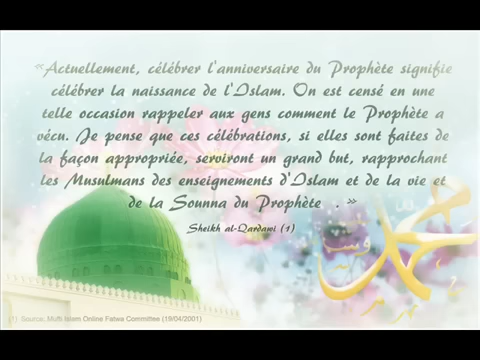 «Actuellement, célébrer l'anniversaire du Prophète signifie
célébrer la naissance de l'Islam. On est censé en une
telle occasion rappeler aux gens comment le Prophète a
vécu. Je pense que ces célébrations, si elles sont faites de
la façon appropriée, serviront un grand but, rapprochant
les Musulmans des enseignements d'Islam et de la vie et
de la Sounna du Prophète . »
Sheikh al-Qardawi (1)
محمد
(1) Source: Mufti Islam Online Fatwa Committee (19/04/2001)